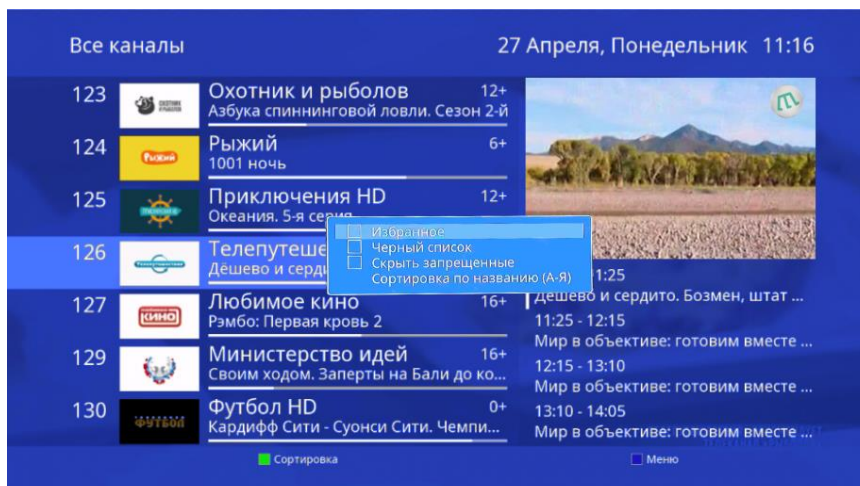 Все каналы
27 Апреля, Понедельник 11:16
123
Охотник и рыболов 12+
Азбука спиннинговой ловли. Сезон 2-й
124
Рыжий
Рыжий 6+
1001 ночь
125
Приключения HD 12+
Океания. 5-я серия
126
Телепутеше
Дёшево и серди
127
КИНО
Любимое кино 16+
Рэмбо: Первая кровь 2
129
Министерство идей 16+
Своим ходом. Заперты на Бали до ко...
130
ФУТБОЛ
Футбол HD 0+
Кардифф Сити - Суонси Сити. Чемпи...
Избранное
Черный список
Скрыть запрещенные
Сортировка по названию (А-Я)
11:25
Дёшево и сердито. Бозмен, штат ...
11:25 - 12:15
Мир в объективе: готовим вместе ...
12:15 - 13:10
Мир в объективе: готовим вместе ...
13:10 - 14:05
Мир в объективе: готовим вместе ...
Сортировка
Меню